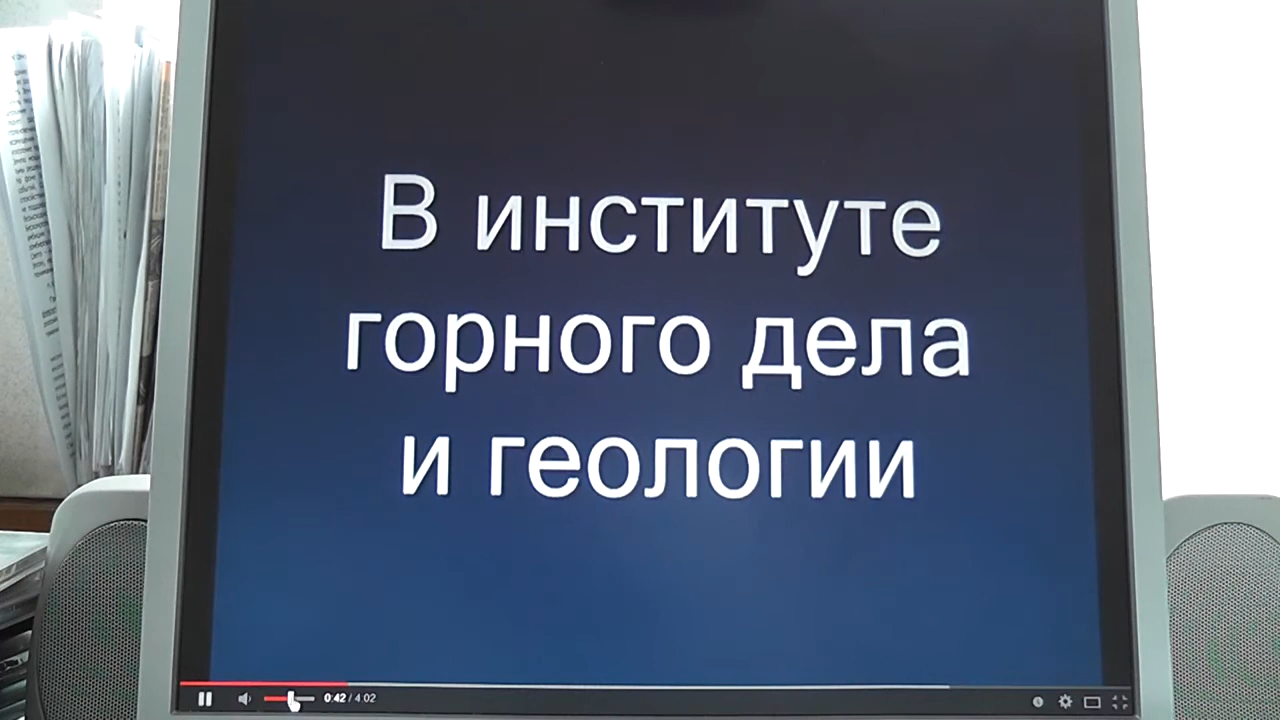 В институте
горного дела
и геологии
0:42 / 4:02